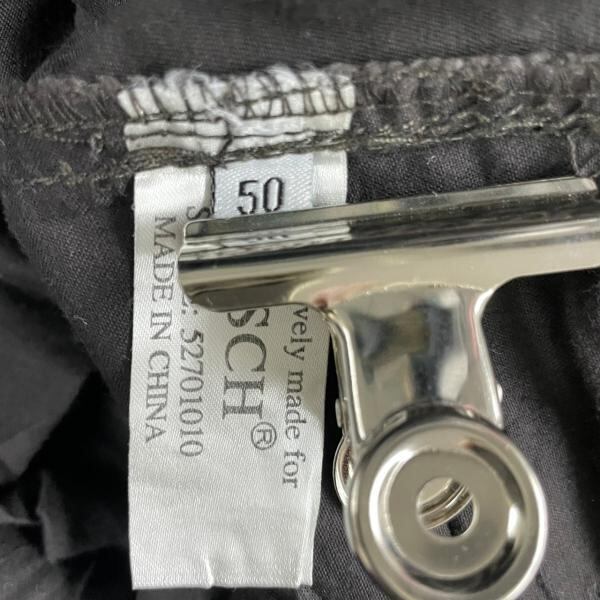 50
vely made for
SCH®
: 52701010
MADE IN CHINA